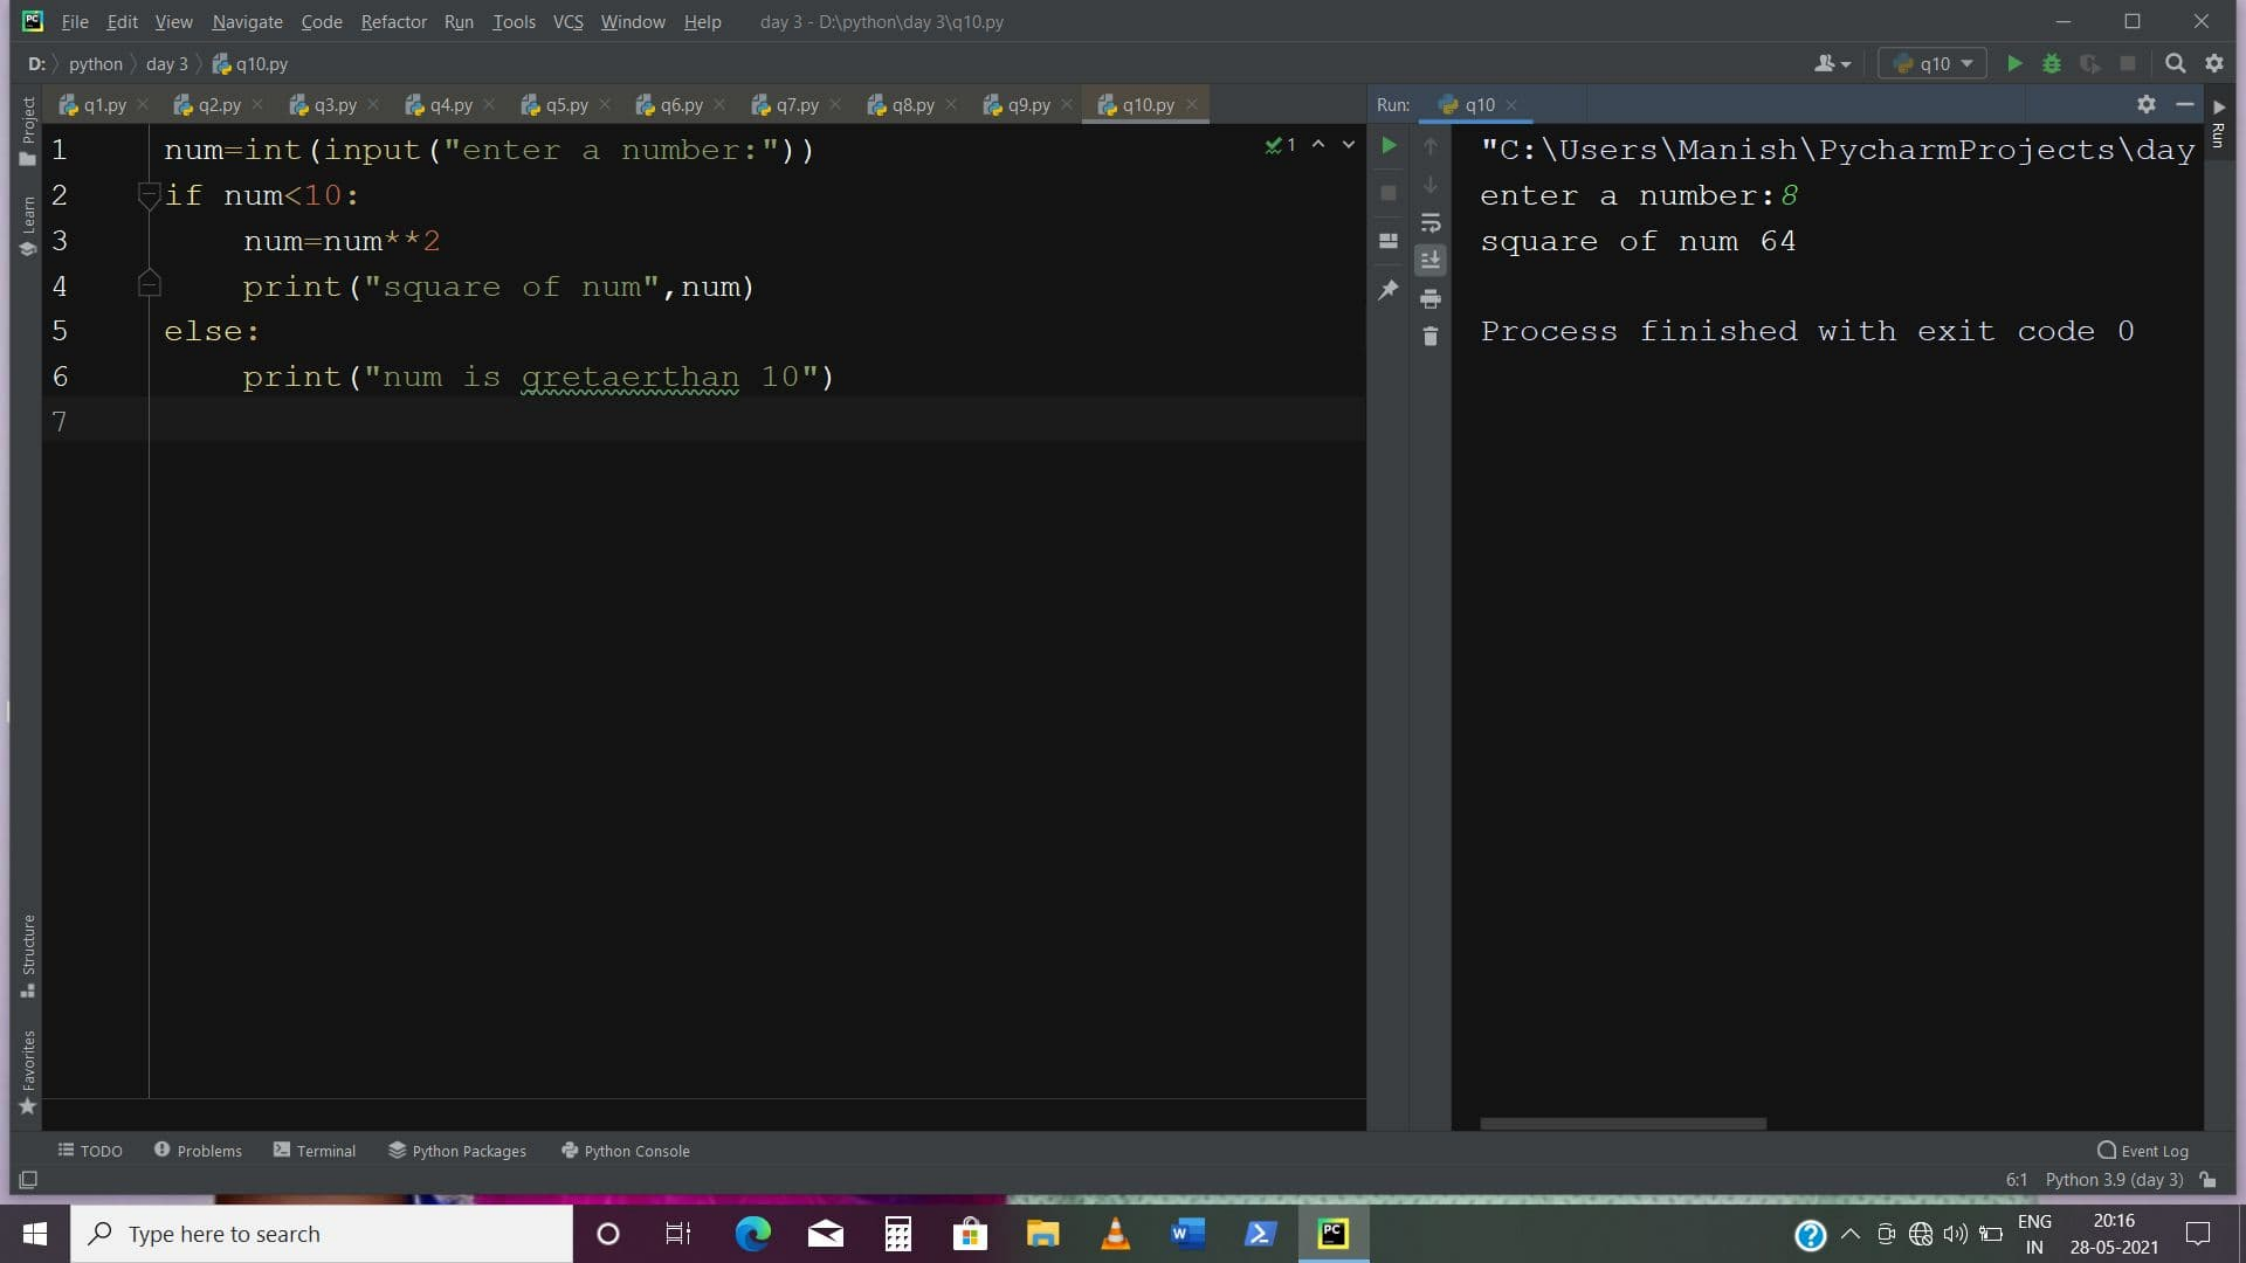 File Edit View Navigate Code Refactor Run Tools VCS Window Help day 3 - D:\python\day 3\q10.py
D: python day 3 q10.py q10
Project
Learn
Structure
Favorites
q1.py q2.py q3.py q4.py q5.py q6.py q7.py q8.py q9.py q10.py
1 num=int(input("enter a number:"))
2 if num<10:
3 num=num**2
4 print("square of num",num)
5 else:
6 print("num is gretaerthan 10")
7
1
Run: q10
Run
"C:\Users\Manish\PycharmProjects\day
enter a number:8
square of num 64
Process finished with exit code 0
TODO Problems Terminal Python Packages Python Console Event Log
6:1 Python 3.9 (day 3)
Type here to search
ENG
IN
20:16
28-05-2021